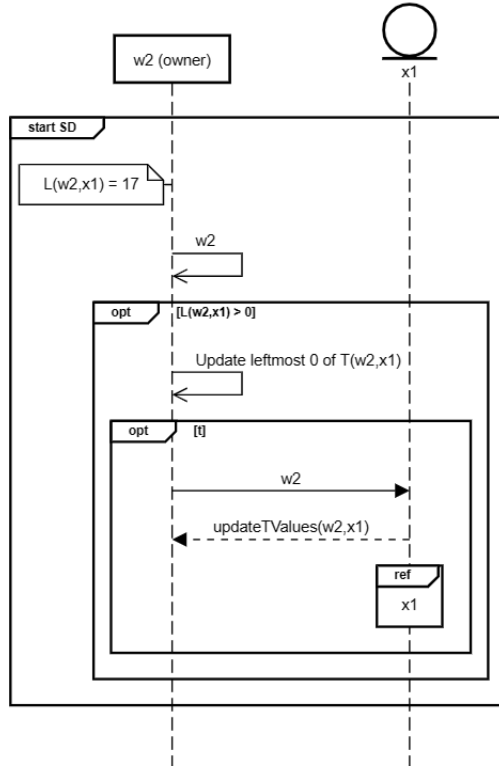 w2 (owner)
x1
start SD
L(w2,x1) = 17
w2
opt
[L(w2,x1) > 0]
Update leftmost 0 of T(w2,x1)
opt
[t]
w2
updateTValues(w2,x1)
ref
x1